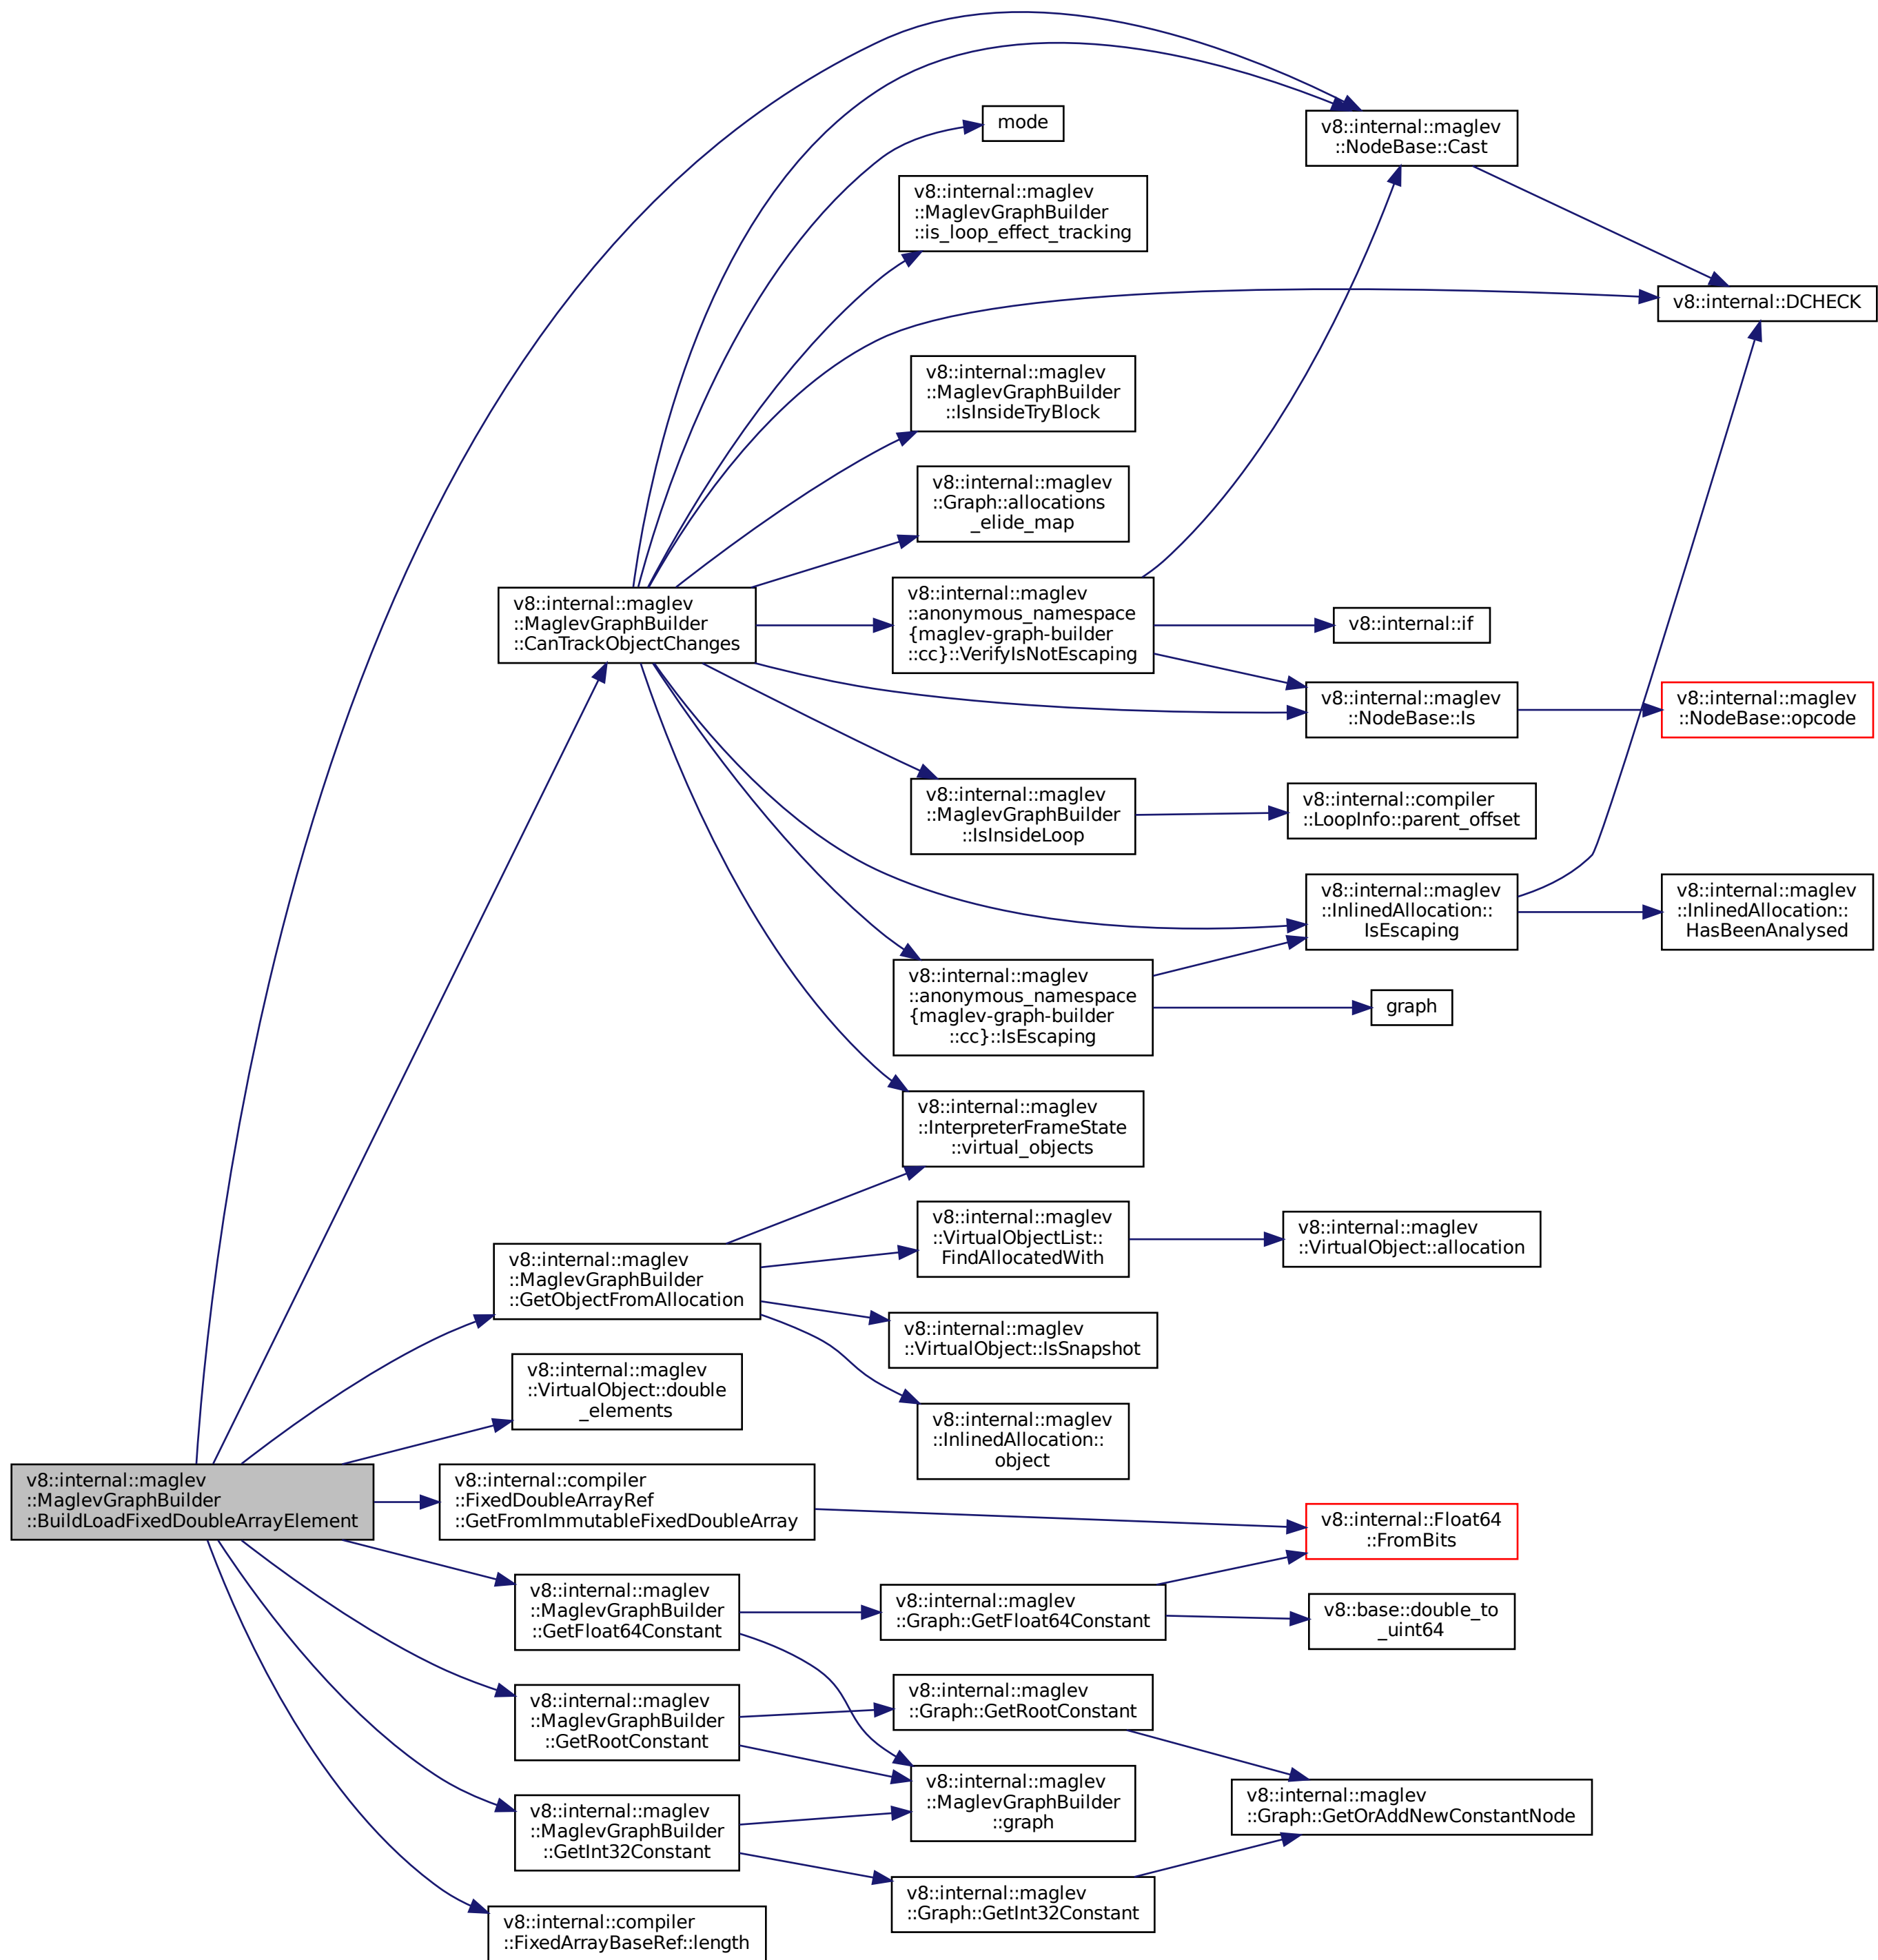 mode
v8::internal::maglev
::NodeBase::Cast
v8::internal::maglev
::MaglevGraphBuilder
::is_loop_effect_tracking
v8::internal::DCHECK
v8::internal::maglev
::MaglevGraphBuilder
::IsInsideTryBlock
v8::internal::maglev
::Graph::allocations
_elide_map
v8::internal::maglev
::MaglevGraphBuilder
::CanTrackObjectChanges
v8::internal::maglev
::anonymous_namespace
{maglev-graph-builder
::cc}::VerifyIsNotEscaping
v8::internal::if
v8::internal::maglev
::NodeBase::Is
v8::internal::maglev
::NodeBase::opcode
v8::internal::maglev
::MaglevGraphBuilder
::IsInsideLoop
v8::internal::compiler
::LoopInfo::parent_offset
v8::internal::maglev
::InlinedAllocation::
IsEscaping
v8::internal::maglev
::InlinedAllocation::
HasBeenAnalysed
v8::internal::maglev
::anonymous_namespace
{maglev-graph-builder
::cc}::IsEscaping
graph
v8::internal::maglev
::InterpreterFrameState
::virtual_objects
v8::internal::maglev
::MaglevGraphBuilder
::GetObjectFromAllocation
v8::internal::maglev
::VirtualObjectList::
FindAllocatedWith
v8::internal::maglev
::VirtualObject::allocation
v8::internal::maglev
::VirtualObject::IsSnapshot
v8::internal::maglev
::VirtualObject::double
_elements
v8::internal::maglev
::InlinedAllocation::
object
v8::internal::maglev
::MaglevGraphBuilder
::BuildLoadFixedDoubleArrayElement
v8::internal::compiler
::FixedDoubleArrayRef
::GetFromImmutableFixedDoubleArray
v8::internal::Float64
::FromBits
v8::internal::maglev
::MaglevGraphBuilder
::GetFloat64Constant
v8::internal::maglev
::Graph::GetFloat64Constant
v8::base::double_to
_uint64
v8::internal::maglev
::MaglevGraphBuilder
::GetRootConstant
v8::internal::maglev
::Graph::GetRootConstant
v8::internal::maglev
::MaglevGraphBuilder
::graph
v8::internal::maglev
::Graph::GetOrAddNewConstantNode
v8::internal::maglev
::MaglevGraphBuilder
::GetInt32Constant
v8::internal::maglev
::Graph::GetInt32Constant
v8::internal::compiler
::FixedArrayBaseRef::length